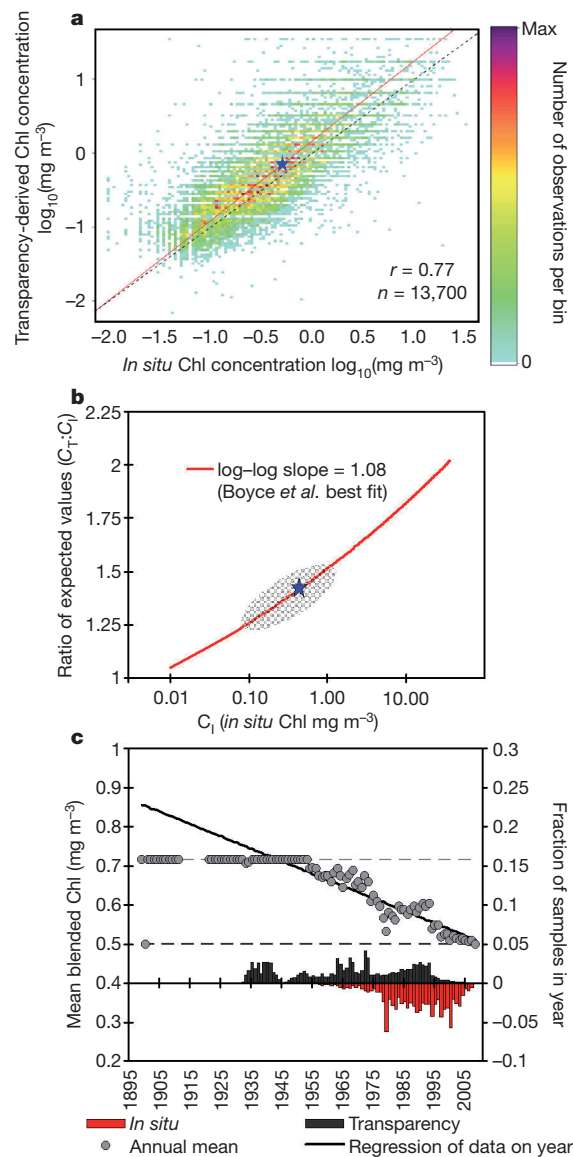 a
Transparency-derived Chl concentration
log10(mg m−3)
1
0
−1
−2
r = 0.77
n = 13,700
−2.0 −1.5 −1.0 −0.5 0.0 0.5 1.0 1.5
In situ Chl concentration log10(mg m−3)
Max
0
Number of observations per bin
b
Ratio of expected values (CT:CI)
2.25
2
1.75
1.5
1.25
1
log–log slope = 1.08
(Boyce et al. best fit)
0.01 0.10 1.00 10.00
CI (in situ Chl mg m−3)
c
Mean blended Chl (mg m−3)
1
0.9
0.8
0.7
0.6
0.5
0.4
0.3
0.2
0.3
0.25
0.2
0.15
0.1
0.05
0
−0.05
−0.1
Fraction of samples in year
1895 1905 1915 1925 1935 1945 1955 1965 1975 1985 1995 2005
In situ
Transparency
Annual mean
Regression of data on year